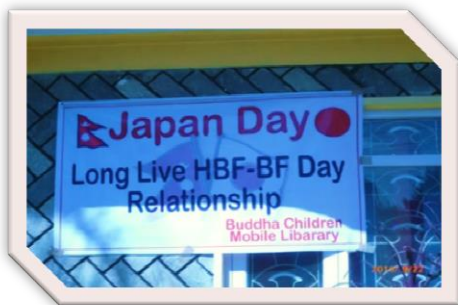 Japan Day
Long Live HBF-BF Day
Relationship
Buddha Children
Mobile Libarary